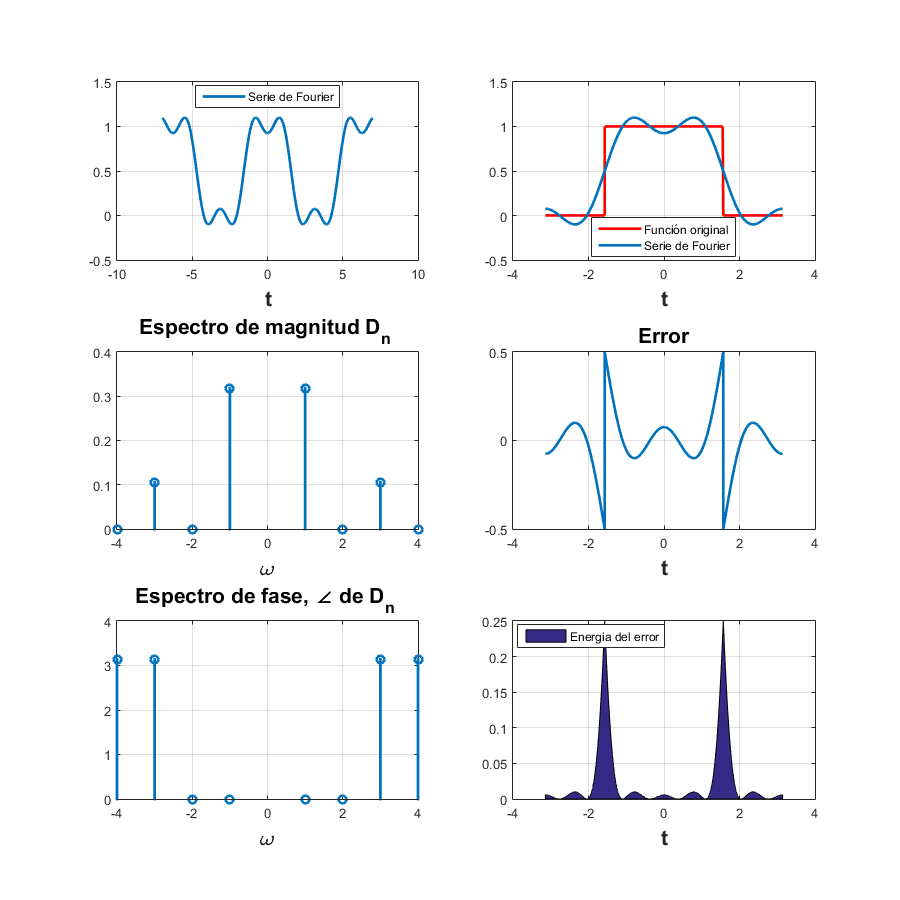 1.5
1
0.5
0
-0.5
Serie de Fourier
-10 -5 0 5 10
t
1.5
1
0.5
0
-0.5
Función original
Serie de Fourier
-4 -2 0 2 4
t
Espectro de magnitud Dn
0.4
0.3
0.2
0.1
0
-4 -2 0 2 4
ω
Error
0.5
0
-0.5
-4 -2 0 2 4
t
Espectro de fase, ∠ de Dn
4
3
2
1
0
-4 -2 0 2 4
ω
0.25
0.2
0.15
0.1
0.05
0
Energia del error
-4 -2 0 2 4
t